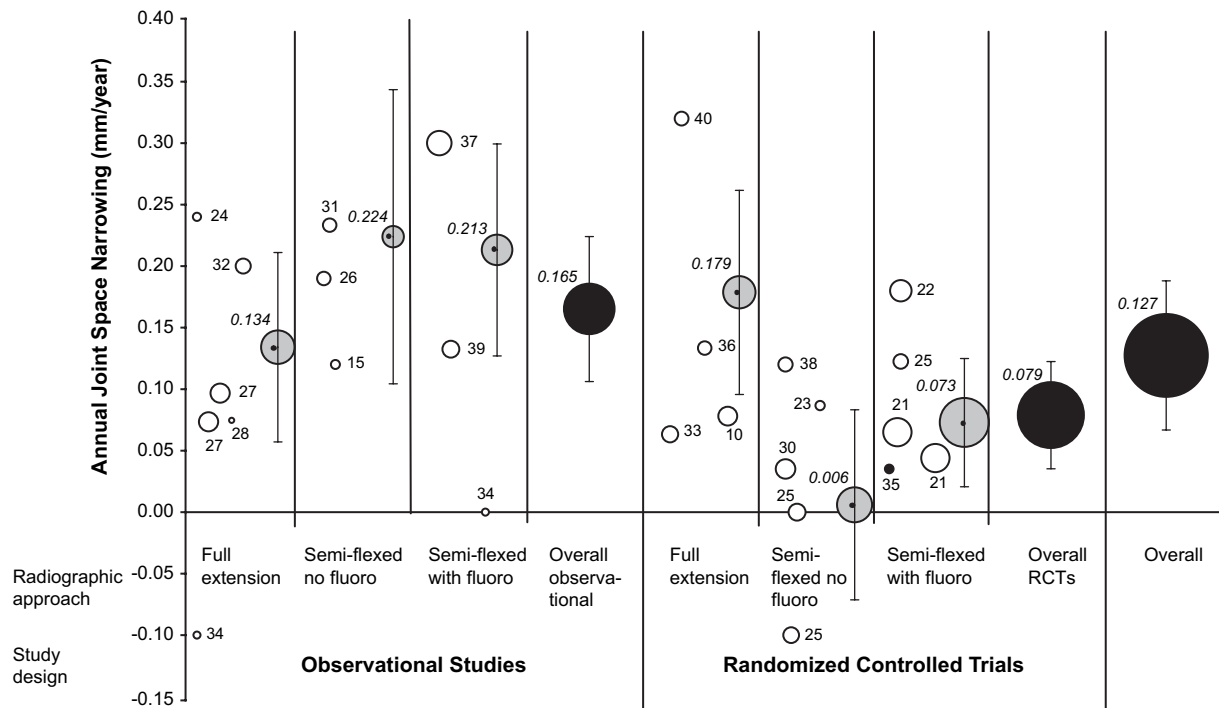 Annual Joint Space Narrowing (mm/year)
0.40
0.35
0.30
0.25
0.20
0.15
0.10
0.05
0.00
-0.05
-0.10
-0.15
24
32
0.134
27
27
28
34
31
0.224
26
15
37
0.213
39
34
0.165
40
0.179
36
33
10
38
23
30
0.006
25
25
22
25
0.073
21
35
21
0.079
0.127
Radiographic
approach
Full
extension
Semi-flexed
no fluoro
Semi-flexed
with fluoro
Overall
observa-
tional
Full
extension
Semi-
flexed no
fluoro
Semi-flexed
with fluoro
Overall
RCTs
Overall
Study
design
Observational Studies
Randomized Controlled Trials